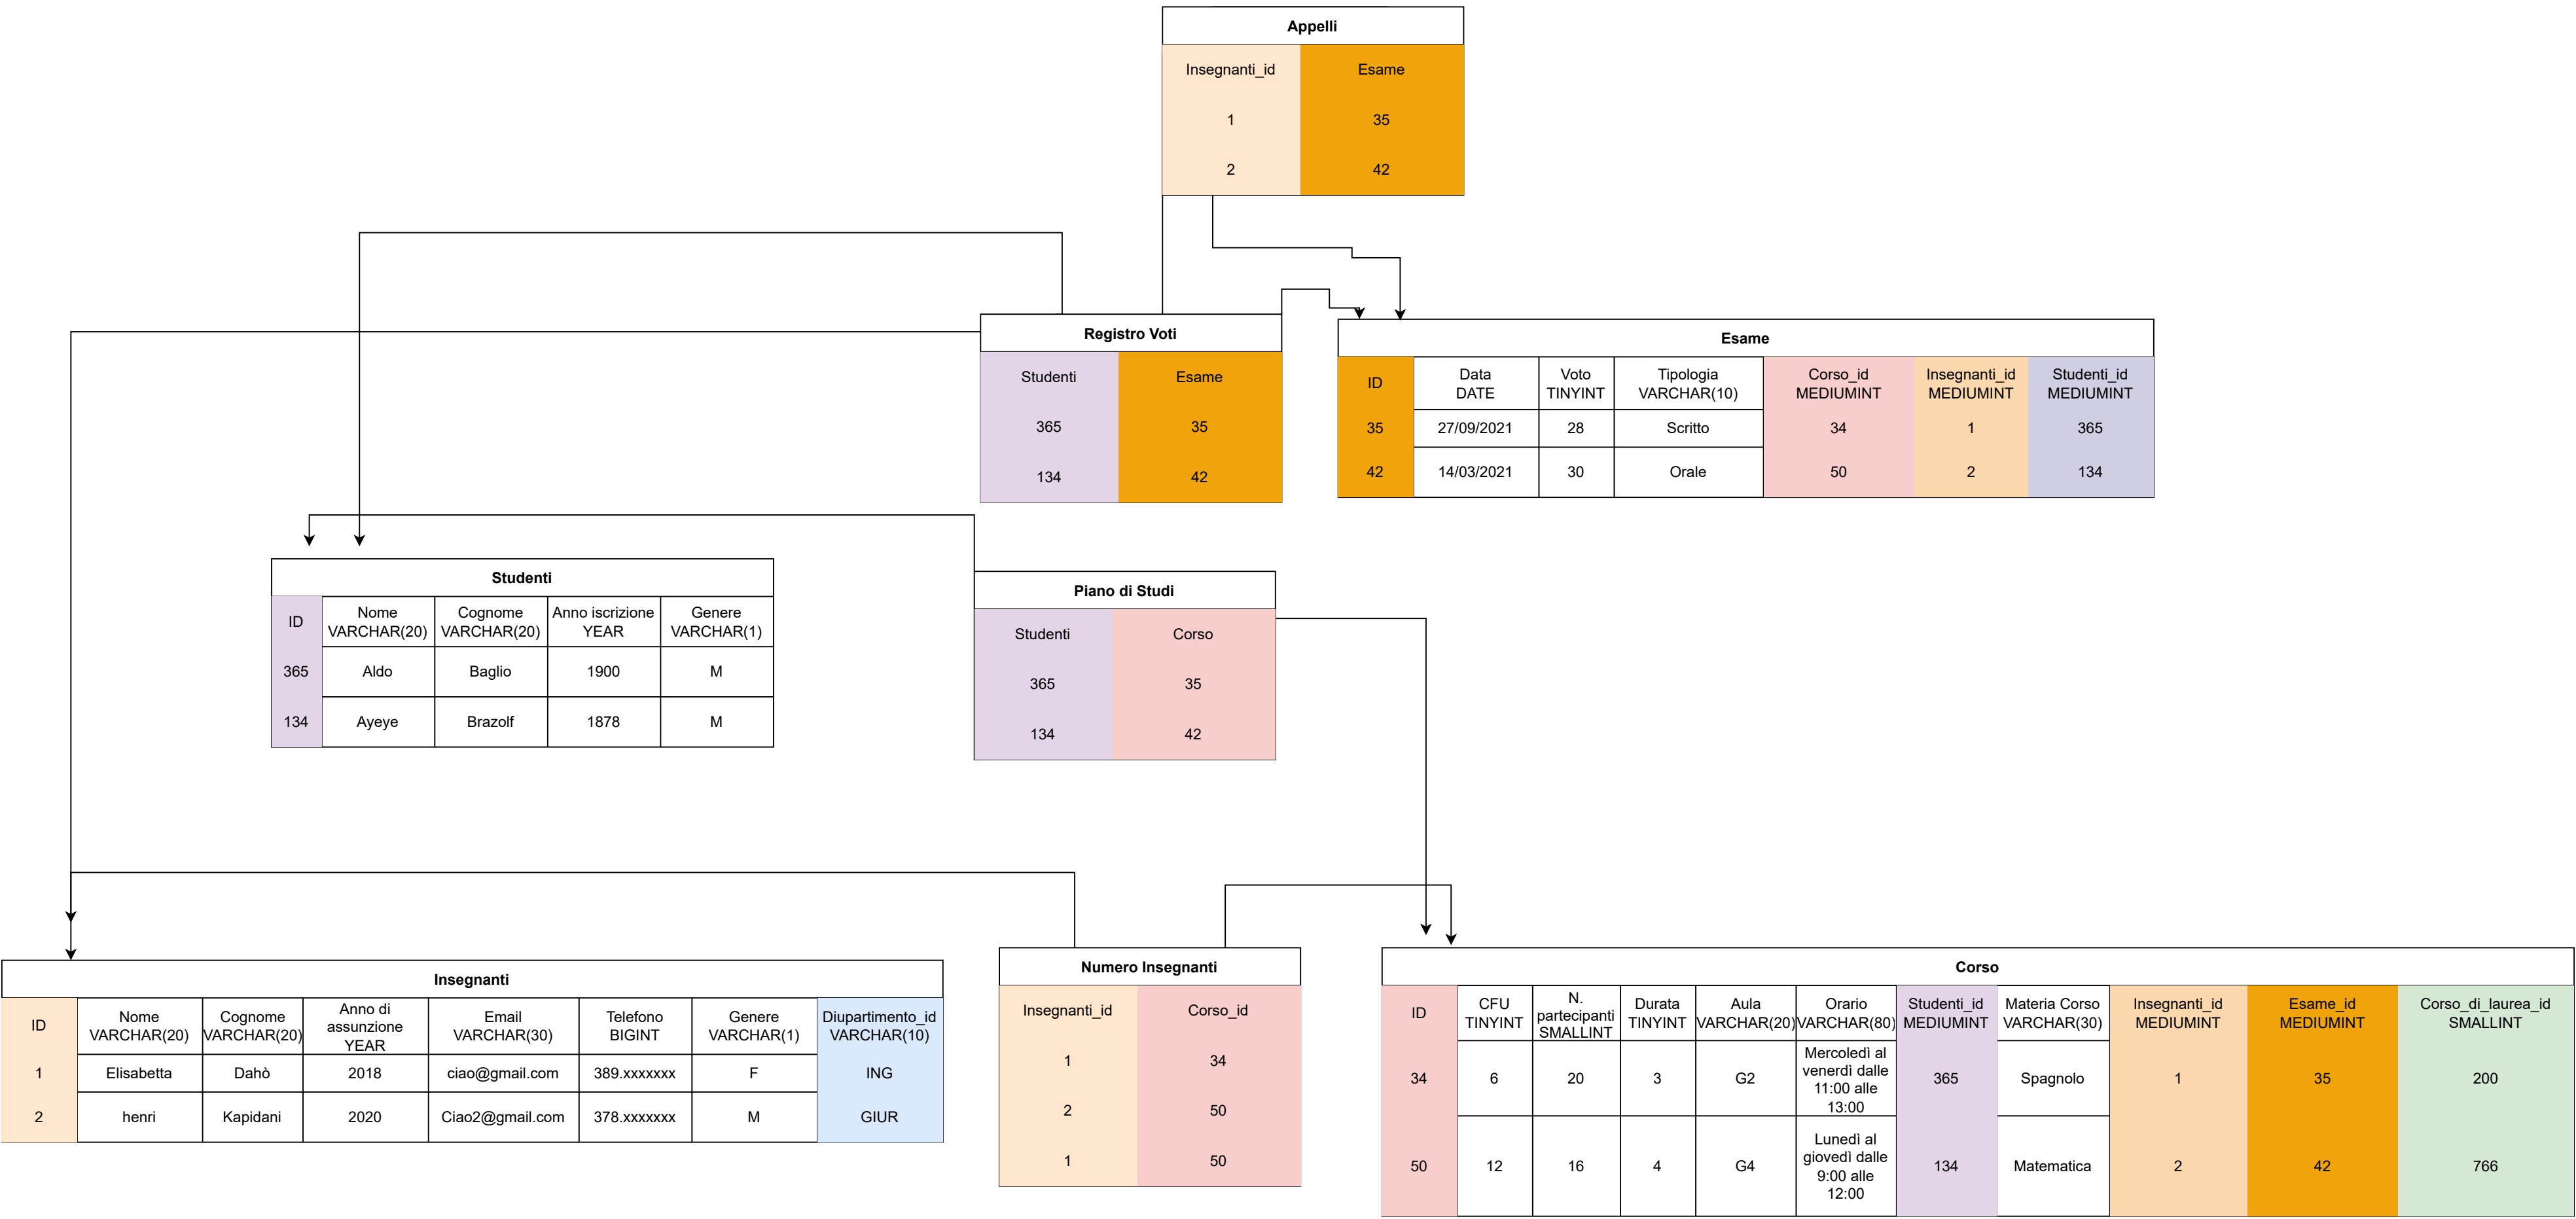 Appelli
Insegnanti_id Esame
1 35
2 42
Registro Voti
Studenti Esame
365 35
134 42
Esame
ID Data Voto Tipologia Corso_id Insegnanti_id Studenti_id
DATE TINYINT VARCHAR(10) MEDIUMINT MEDIUMINT MEDIUMINT
35 27/09/2021 28 Scritto 34 1 365
42 14/03/2021 30 Orale 50 2 134
Studenti
ID Nome Cognome Anno iscrizione Genere
VARCHAR(20) VARCHAR(20) YEAR VARCHAR(1)
365 Aldo Baglio 1900 M
134 Ayeye Brazolf 1878 M
Piano di Studi
Studenti Corso
365 35
134 42
Insegnanti
ID Nome Cognome Anno di Email Telefono Genere Diupartimento_id
VARCHAR(20) VARCHAR(20) assunzione VARCHAR(30) BIGINT VARCHAR(1) VARCHAR(10)
YEAR
1 Elisabetta Dahò 2018 ciao@gmail.com 389.xxxxxxx F ING
2 henri Kapidani 2020 Ciao2@gmail.com 378.xxxxxxx M GIUR
Numero Insegnanti
Insegnanti_id Corso_id
1 34
2 50
1 50
Corso
ID CFU N. Durata Aula Orario Studenti_id Materia Corso Insegnanti_id Esame_id Corso_di_laurea_id
TINYINT partecipanti TINYINT VARCHAR(20) VARCHAR(80) MEDIUMINT VARCHAR(30) MEDIUMINT MEDIUMINT SMALLINT
SMALLINT
34 6 20 3 G2 Mercoledì al 365 Spagnolo 1 35 200
venerdì dalle
11:00 alle
13:00
50 12 16 4 G4 Lunedì al 134 Matematica 2 42 766
giovedì dalle
9:00 alle
12:00